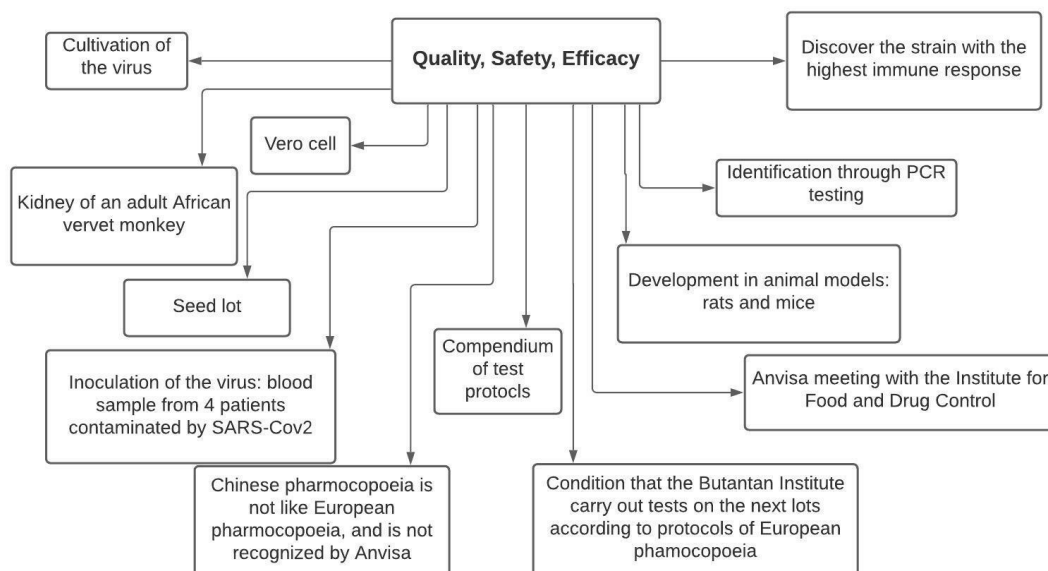 Quality, Safety, Efficacy
Cultivation of
the virus
Discover the strain with the
highest immune response
Vero cell
Identification through PCR
testing
Kidney of an adult African
vervet monkey
Development in animal models:
rats and mice
Seed lot
Compendium
of test
protocls
Inoculation of the virus: blood
sample from 4 patients
contaminated by SARS-Cov2
Anvisa meeting with the Institute for
Food and Drug Control
Chinese pharmocopoeia is
not like European
pharmocopoeia, and is not
recognized by Anvisa
Condition that the Butantan Institute
carry out tests on the next lots
according to protocols of European
phamocopoeia